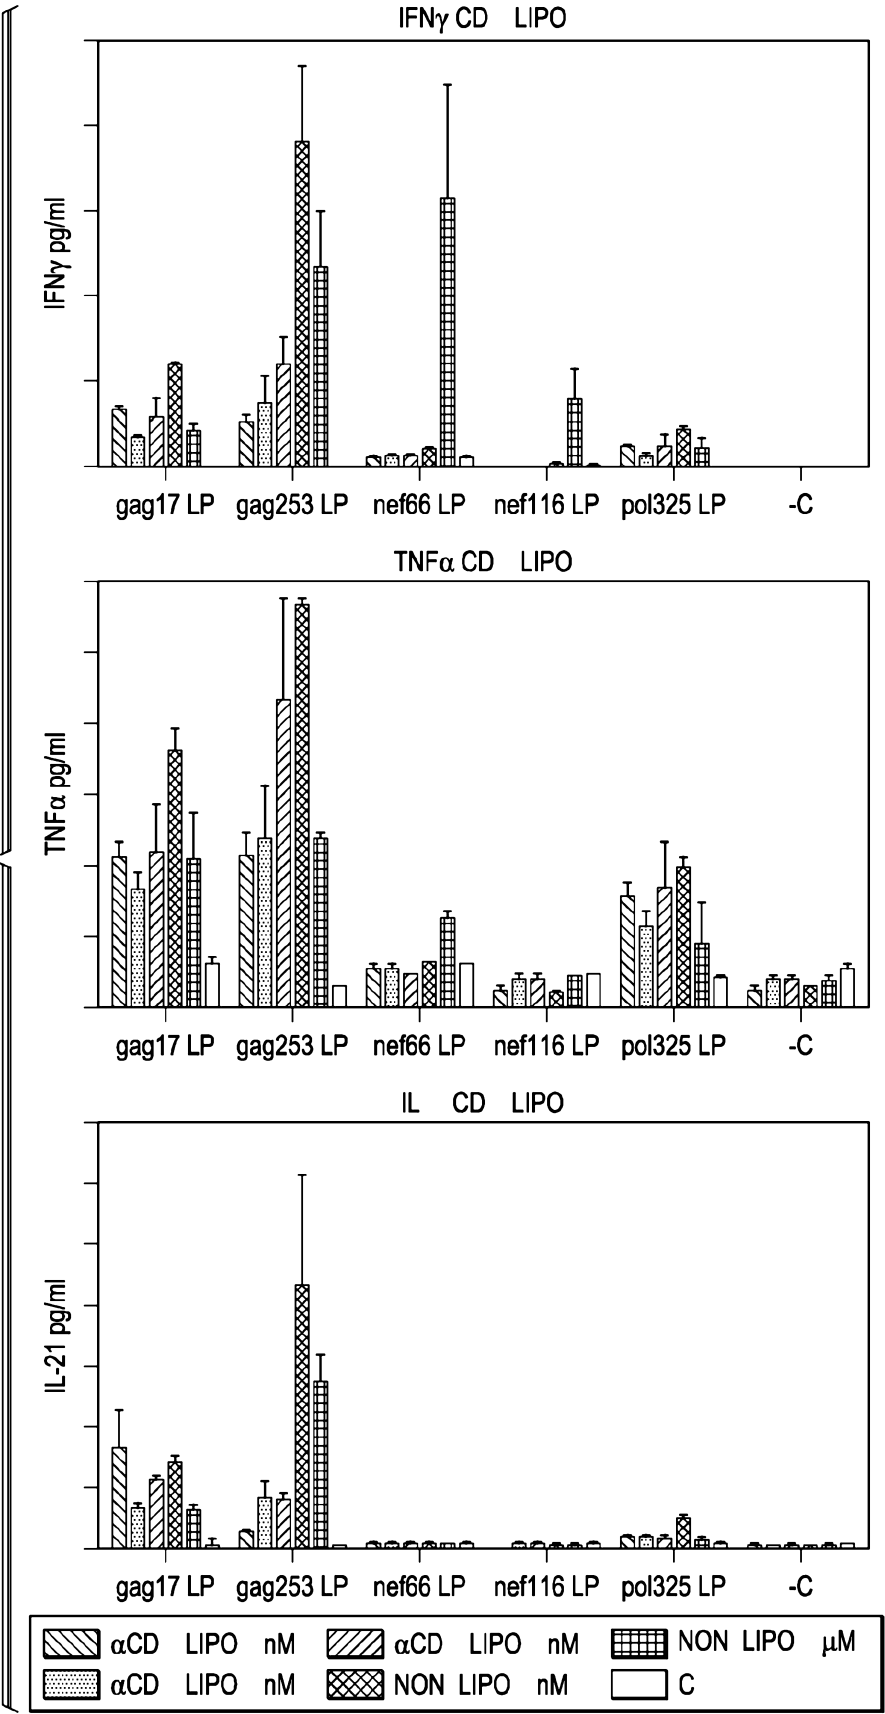 IFNγ CD LIPO
IFNγ pg/ml
gag17 LP gag253 LP nef66 LP nef116 LP pol325 LP -C
TNFα CD LIPO
TNFα pg/ml
gag17 LP gag253 LP nef66 LP nef116 LP pol325 LP -C
IL CD LIPO
IL-21 pg/ml
gag17 LP gag253 LP nef66 LP nef116 LP pol325 LP -C
αCD LIPO nM αCD LIPO nM NON LIPO μM
αCD LIPO nM NON LIPO nM C